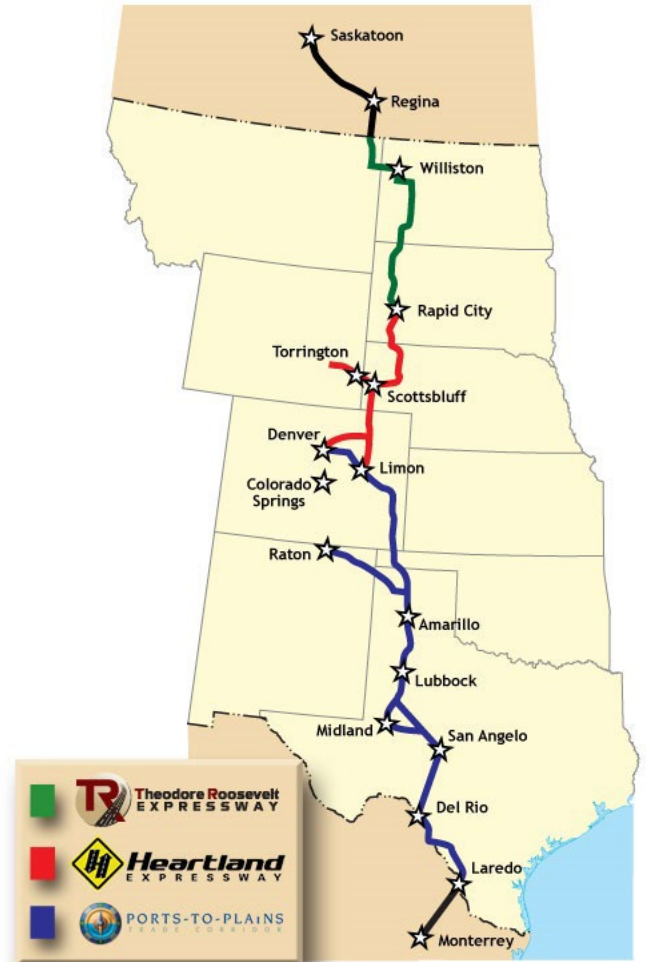 Saskatoon
Regina
Williston
Rapid City
Torrington
Scottsbluff
Denver
Limon
Colorado
Springs
Raton
Amarillo
Lubbock
Midland
San Angelo
Del Rio
Laredo
Monterrey
TR
Theodore Roosevelt
EXPRESSWAY
H
Heartland
EXPRESSWAY
PORTS-TO-PLAINS
TRADE CORRIDOR